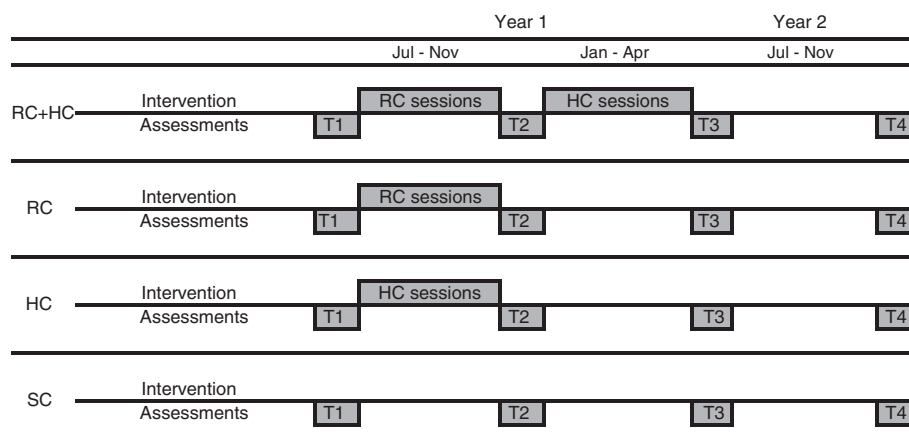 Year 1 Year 2
Jul - Nov Jan - Apr Jul - Nov
RC+HC Intervention RC sessions HC sessions
Assessments T1 T2 T3 T4
RC Intervention RC sessions
Assessments T1 T2 T3 T4
HC Intervention HC sessions
Assessments T1 T2 T3 T4
SC Intervention
Assessments T1 T2 T3 T4